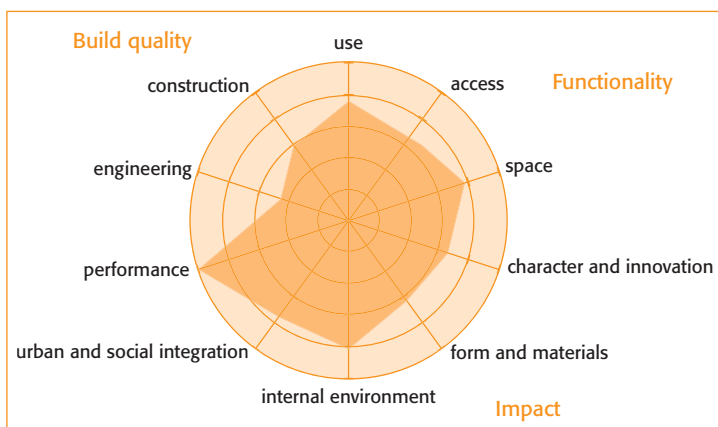 Build quality
use
construction
access
Functionality
engineering
space
performance
character and innovation
urban and social integration
form and materials
internal environment
Impact